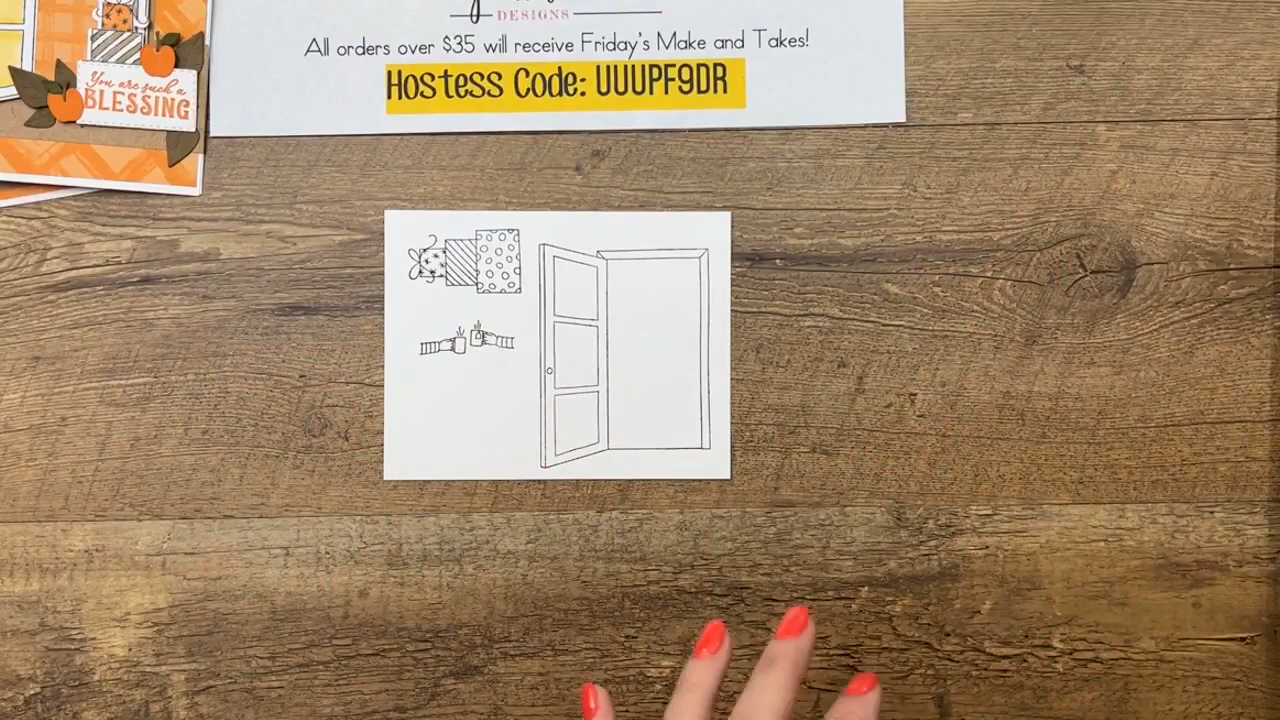 DESIGNS
All orders over $35 will receive Friday's Make and Takes!
Hostess Code: UUUPF9DR
You are such a
BLESSING